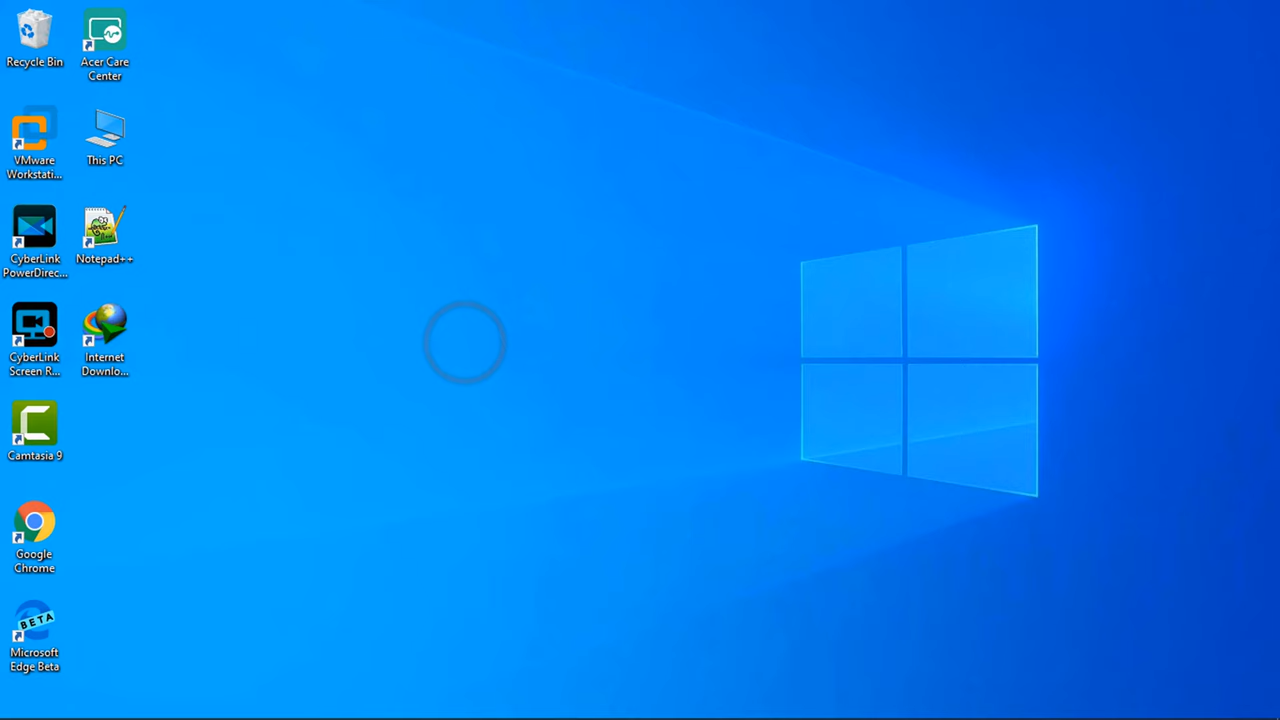 Recycle Bin
Acer Care
Center
VMware
Workstati...
This PC
CyberLink
PowerDirec...
Notepad++
CyberLink
Screen R...
Internet
Downlo...
Camtasia 9
Google
Chrome
BETA
Microsoft
Edge Beta